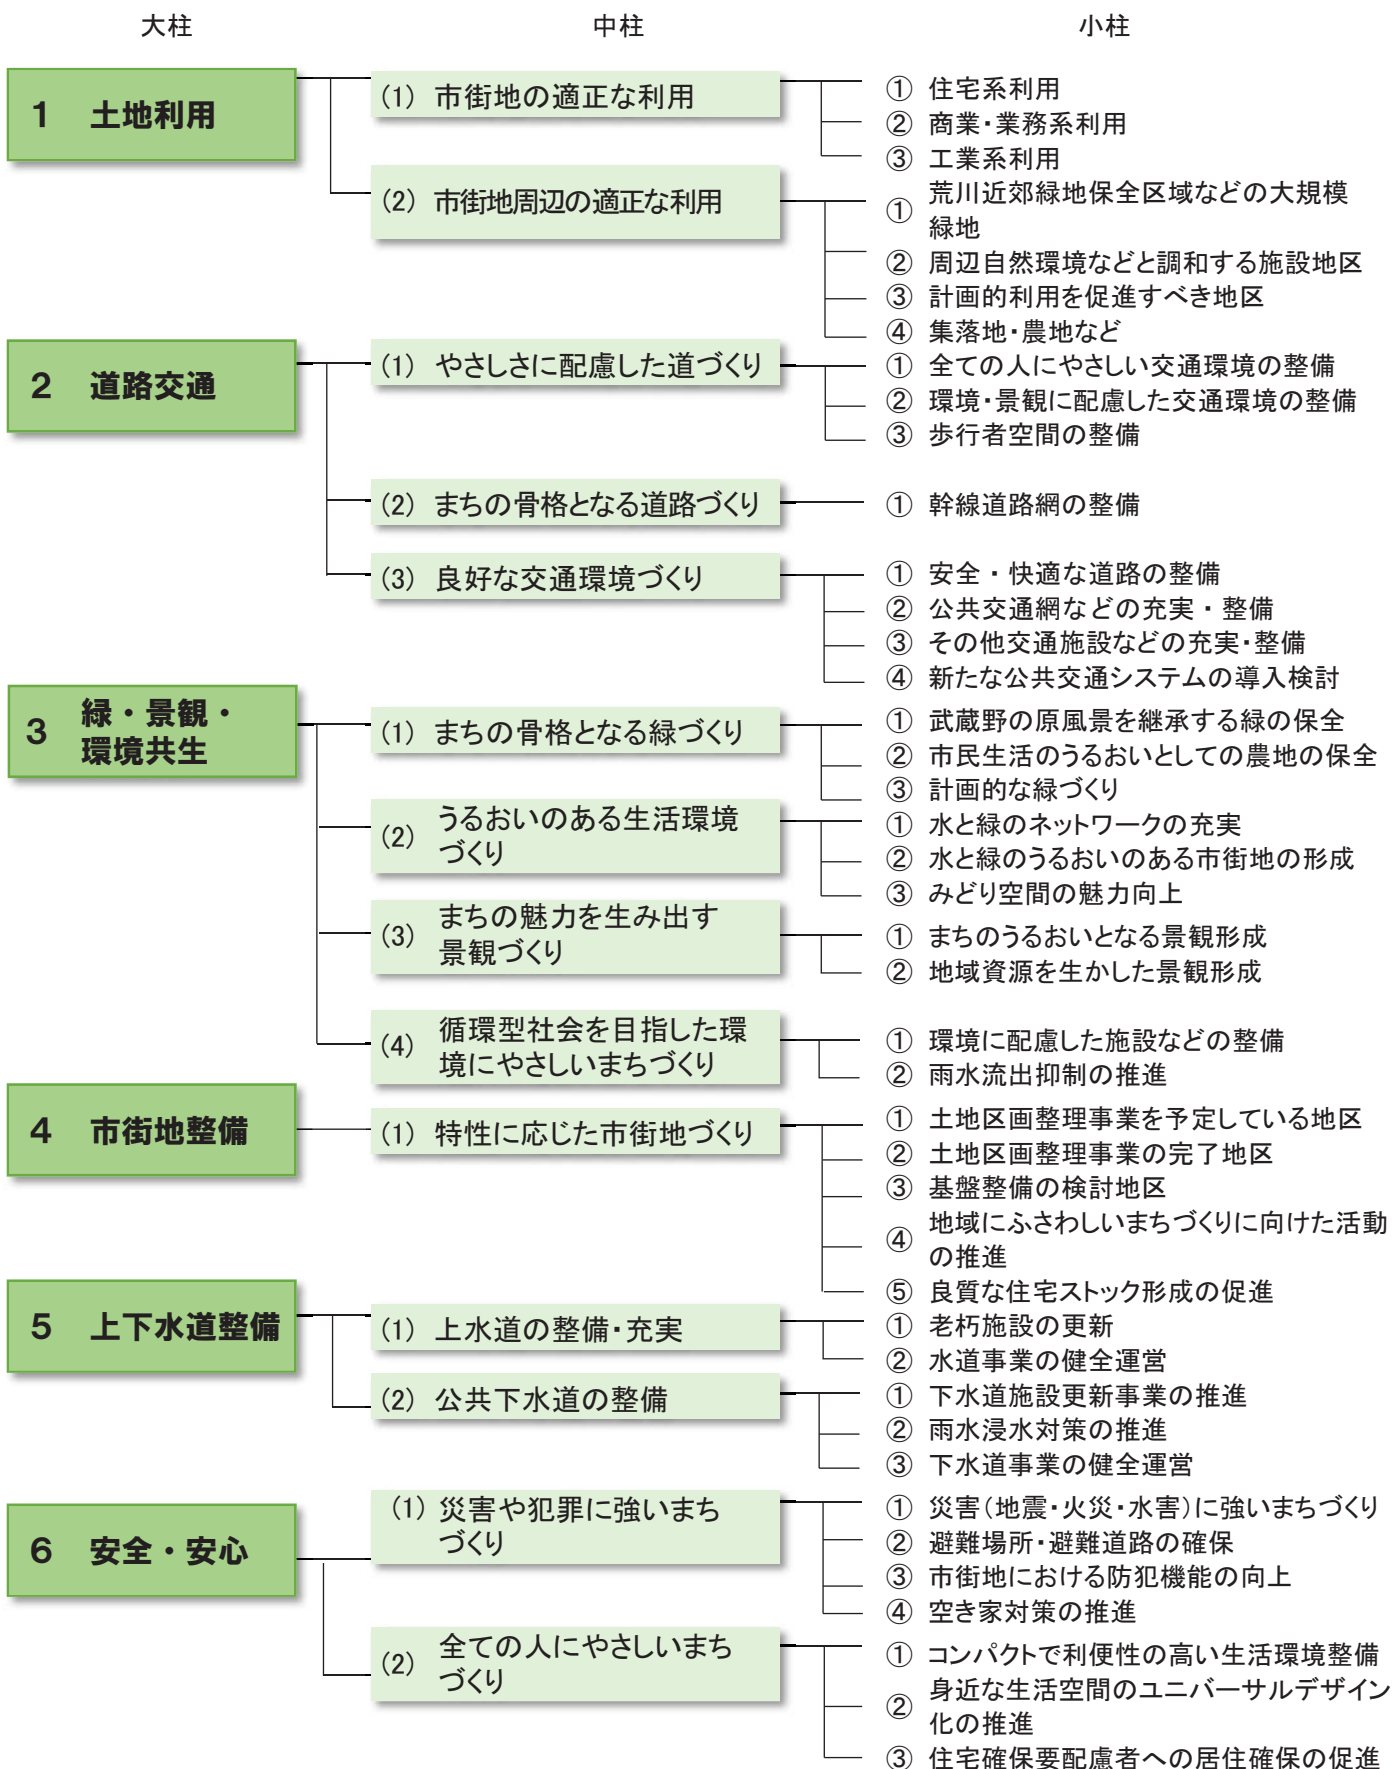 大柱 中柱 小柱
1 土地利用
(1) 市街地の適正な利用
① 住宅系利用
② 商業・業務系利用
③ 工業系利用
(2) 市街地周辺の適正な利用
① 荒川近郊緑地保全区域などの大規模
緑地
② 周辺自然環境などと調和する施設地区
③ 計画的利用を促進すべき地区
④ 集落地・農地など
2 道路交通
(1) やさしさに配慮した道づくり
① 全ての人にやさしい交通環境の整備
② 環境・景観に配慮した交通環境の整備
③ 歩行者空間の整備
(2) まちの骨格となる道路づくり
① 幹線道路網の整備
(3) 良好な交通環境づくり
① 安全・快適な道路の整備
② 公共交通網などの充実・整備
③ その他交通施設などの充実・整備
④ 新たな公共交通システムの導入検討
3 緑・景観・
環境共生
(1) まちの骨格となる緑づくり
① 武蔵野の原風景を継承する緑の保全
② 市民生活のうるおいとしての農地の保全
③ 計画的な緑づくり
(2) うるおいのある生活環境
づくり
① 水と緑のネットワークの充実
② 水と緑のうるおいのある市街地の形成
③ みどり空間の魅力向上
(3) まちの魅力を生み出す
景観づくり
① まちのうるおいとなる景観形成
② 地域資源を生かした景観形成
(4) 循環型社会を目指した環
境にやさしいまちづくり
① 環境に配慮した施設などの整備
② 雨水流出抑制の推進
4 市街地整備
(1) 特性に応じた市街地づくり
① 土地区画整理事業を予定している地区
② 土地区画整理事業の完了地区
③ 基盤整備の検討地区
④ 地域にふさわしいまちづくりに向けた活動
の推進
⑤ 良質な住宅ストック形成の促進
5 上下水道整備
(1) 上水道の整備・充実
① 老朽施設の更新
② 水道事業の健全運営
(2) 公共下水道の整備
① 下水道施設更新事業の推進
② 雨水浸水対策の推進
③ 下水道事業の健全運営
6 安全・安心
(1) 災害や犯罪に強いまち
づくり
① 災害(地震・火災・水害)に強いまちづくり
② 避難場所・避難道路の確保
③ 市街地における防犯機能の向上
④ 空き家対策の推進
(2) 全ての人にやさしいまち
づくり
① コンパクトで利便性の高い生活環境整備
② 身近な生活空間のユニバーサルデザイン
化の推進
③ 住宅確保要配慮者への居住確保の促進